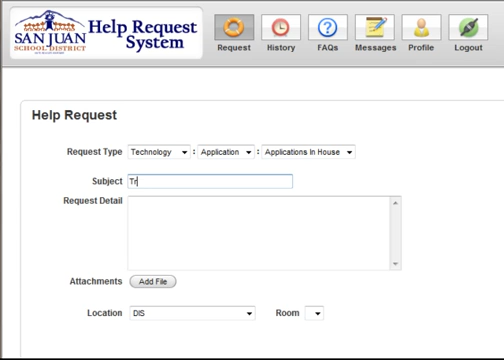 SAN JUAN
SCHOOL DISTRICT
Help Request
System
Request
History
FAQs
Messages
Profile
Logout
Help Request
Request Type Technology : Application : Applications In House
Subject Tr
Request Detail
Attachments Add File
Location DIS Room